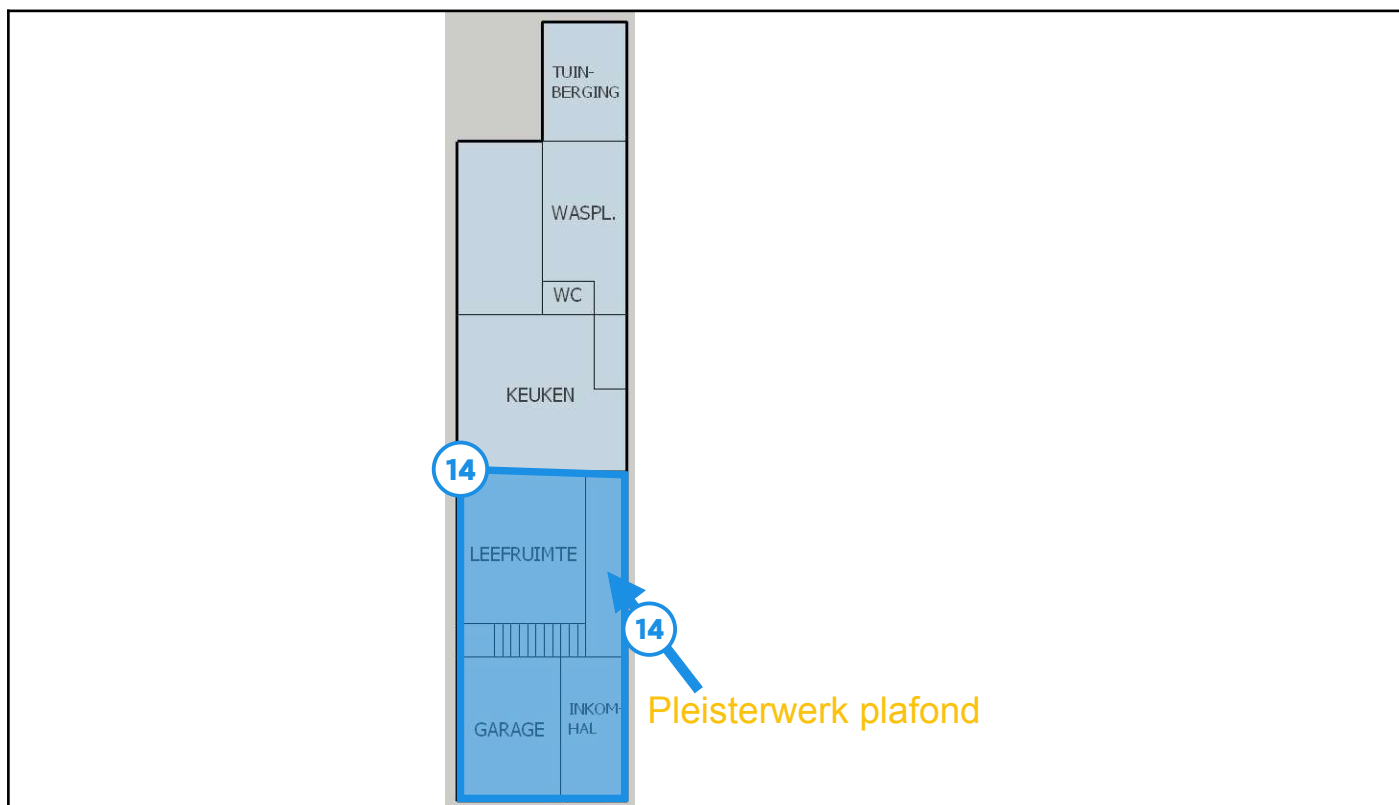 TUIN-
BERGING
WASPL.
WC
KEUKEN
14
LEEFRUIMTE
14
Pleisterwerk plafond
GARAGE
INKOM-
HAL